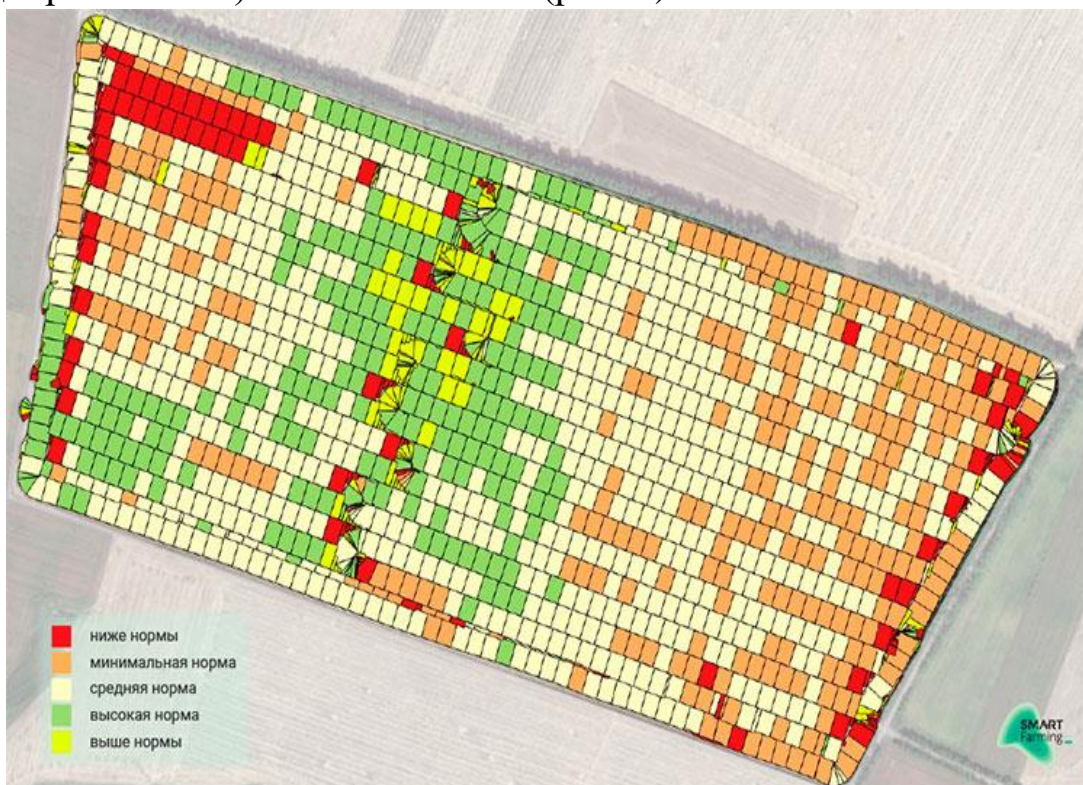 ниже нормы
минимальная норма
средняя норма
высокая норма
выше нормы
SMART
Farming